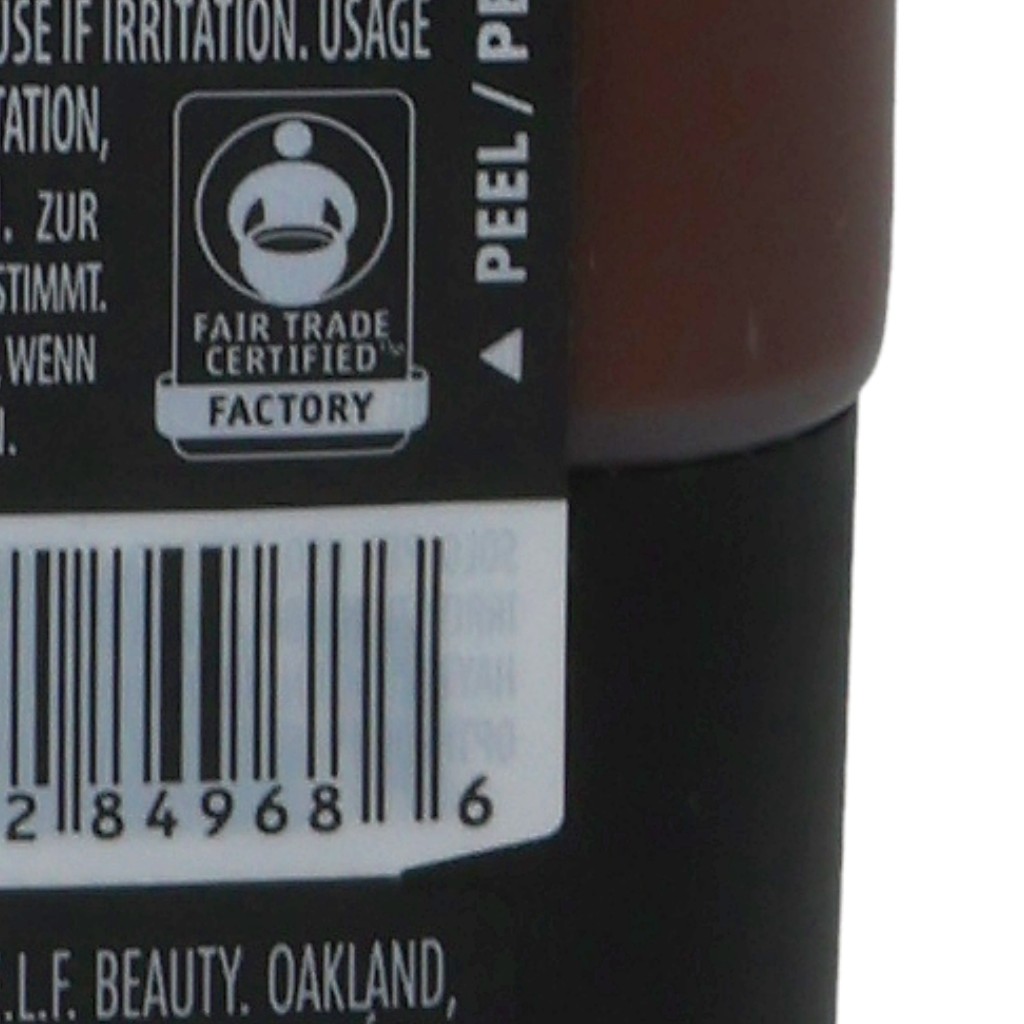 USE IF IRRITATION. USAGE
TATION,
. ZUR
STIMMT.
WENN
FAIR TRADE
CERTIFIED™
FACTORY
PEEL / PE
2 84968 6
.L.F. BEAUTY. OAKLAND,